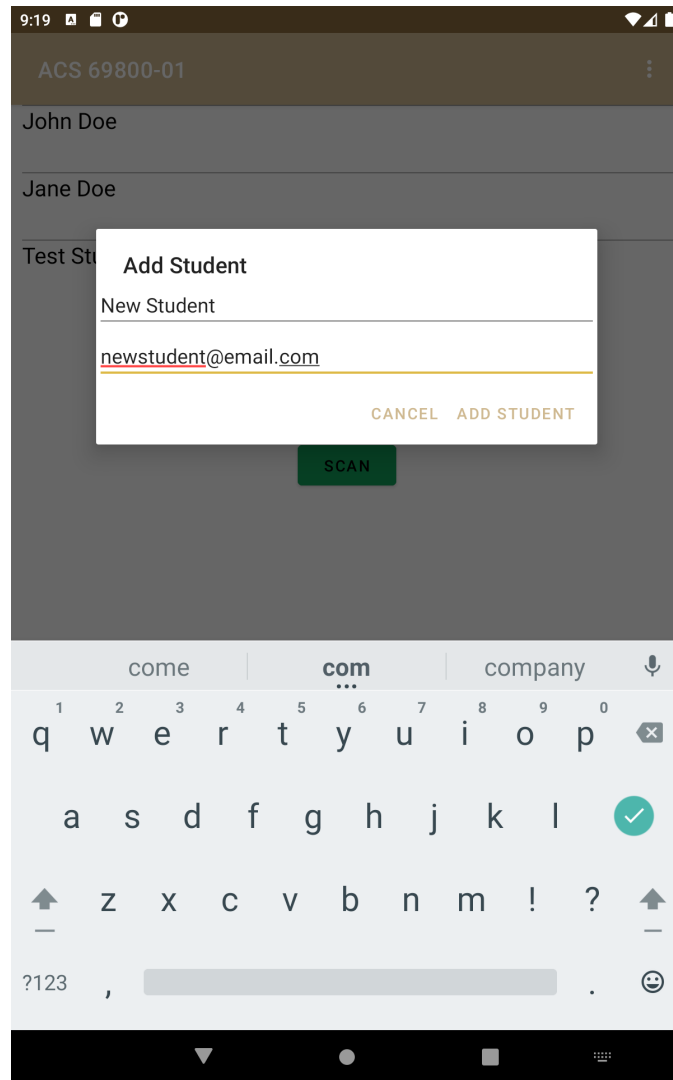 9:19
ACS 69800-01
John Doe
Jane Doe
Test Stu
Add Student
New Student
newstudent@email.com
CANCEL ADD STUDENT
SCAN
come com company
1 2 3 4 5 6 7 8 9 0
q w e r t y u i o p
a s d f g h j k l
z x c v b n m ! ?
?123 , .